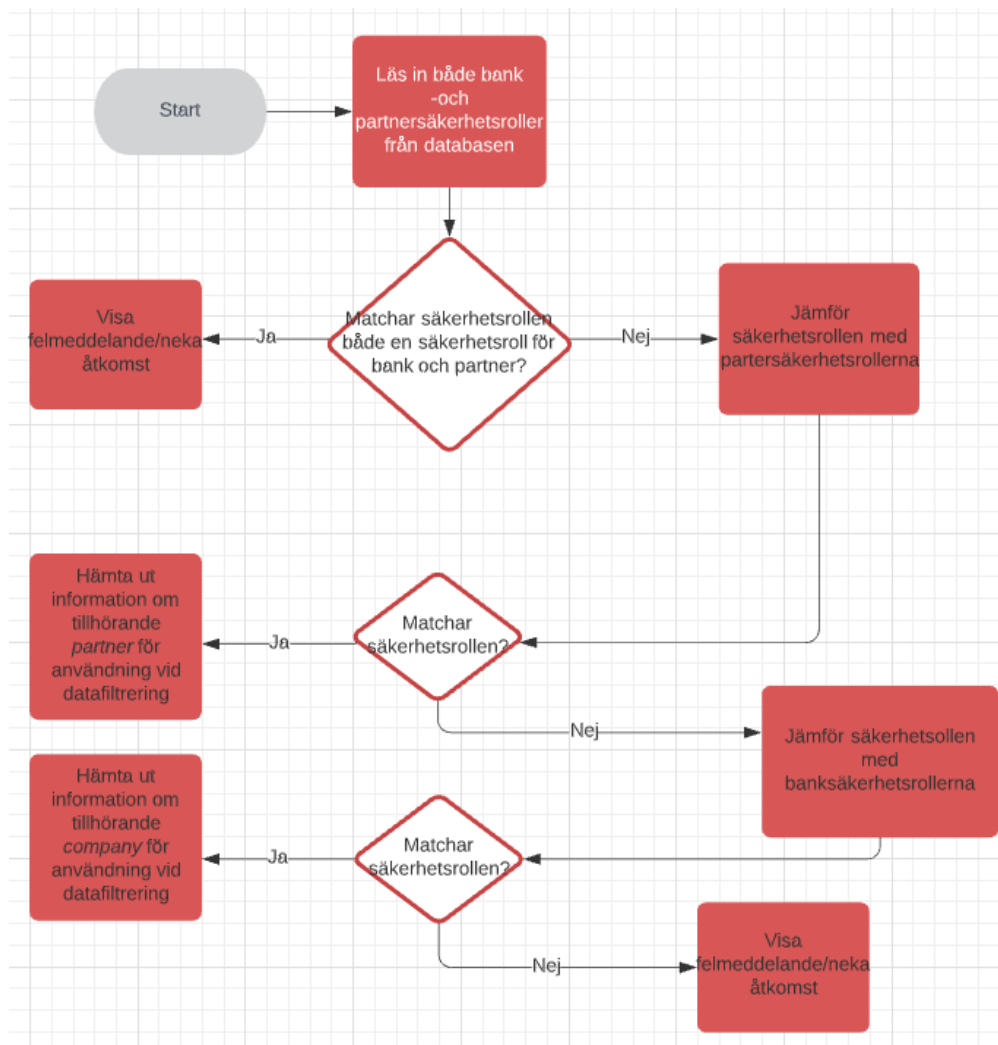 Start
Läs in både bank
-och
partnersäkerhetsroller
från databasen
Matchar säkerhetsrollen
både en säkerhetsroll för
bank och partner?
Ja
Visa
felmeddelande/neka
åtkomst
Nej
Jämför
säkerhetsrollen med
partersäkerhetsrollerna
Matchar
säkerhetsrollen?
Ja
Hämta ut
information om
tillhörande
partner för
användning vid
datafiltrering
Nej
Jämför säkerhetsollen
med
banksäkerhetsrollerna
Matchar
säkerhetsrollen?
Ja
Hämta ut
information om
tillhörande
company för
användning vid
datafiltrering
Nej
Visa
felmeddelande/neka
åtkomst